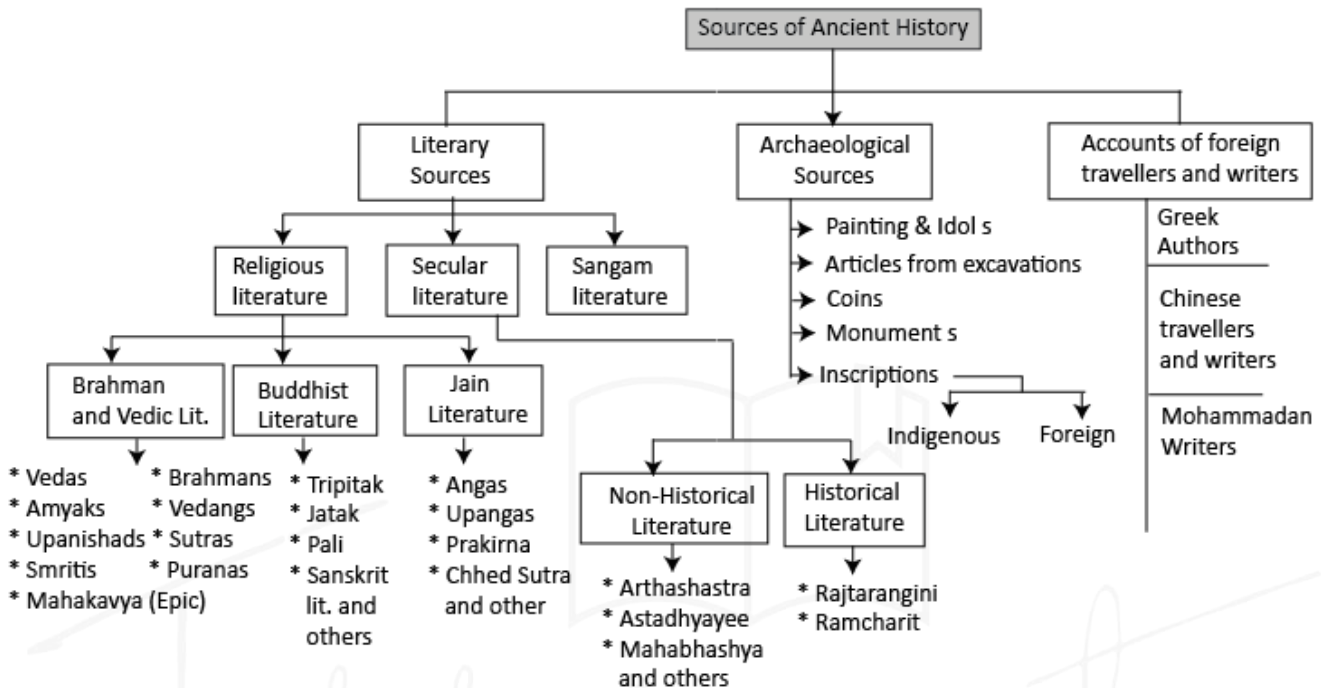 Sources of Ancient History
Literary
Sources
Archaeological
Sources
Accounts of foreign
travellers and writers
Religious
literature
Secular
literature
Sangam
literature
Painting & Idol s
Articles from excavations
Coins
Monument s
Inscriptions
Indigenous
Foreign
Greek
Authors
Chinese
travellers
and writers
Mohammadan
Writers
Brahman
and Vedic Lit.
Buddhist
Literature
Jain
Literature
* Vedas
* Amyaks
* Upanishads
* Smritis
* Mahakavya (Epic)
* Brahmans
* Vedangs
* Sutras
* Puranas
* Tripitak
* Jatak
* Pali
* Sanskrit
lit. and
others
* Angas
* Upangas
* Prakirna
* Chhed Sutra
and other
Non-Historical
Literature
Historical
Literature
* Arthashastra
* Astadhyayee
* Mahabhashya
and others
* Rajtarangini
* Ramcharit